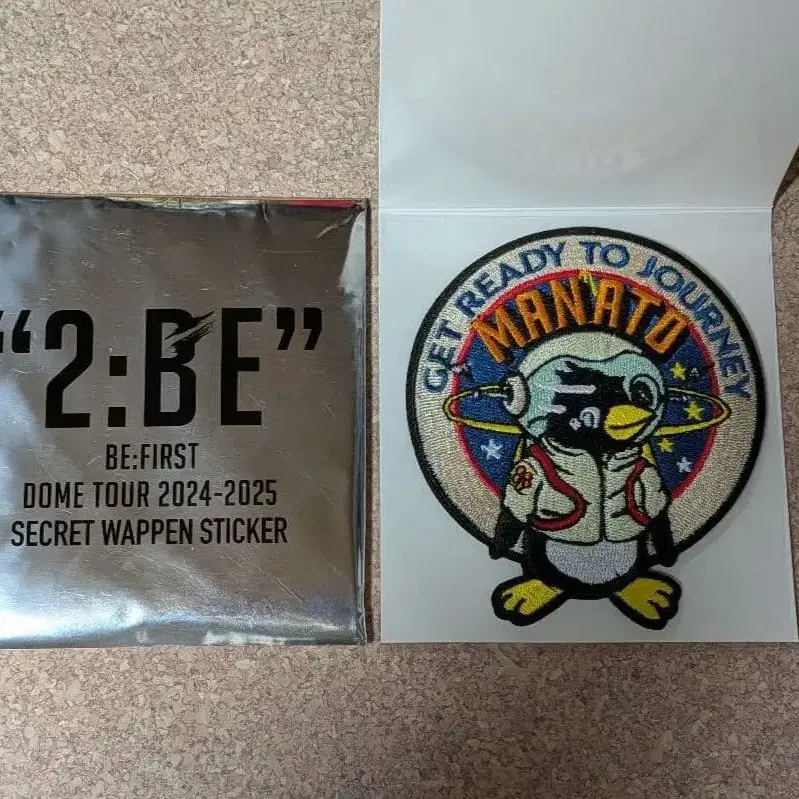 “2:BE”
BE:FIRST
DOME TOUR 2024-2025
SECRET WAPPEN STICKER
GET READY TO JOURNEY
MANATO